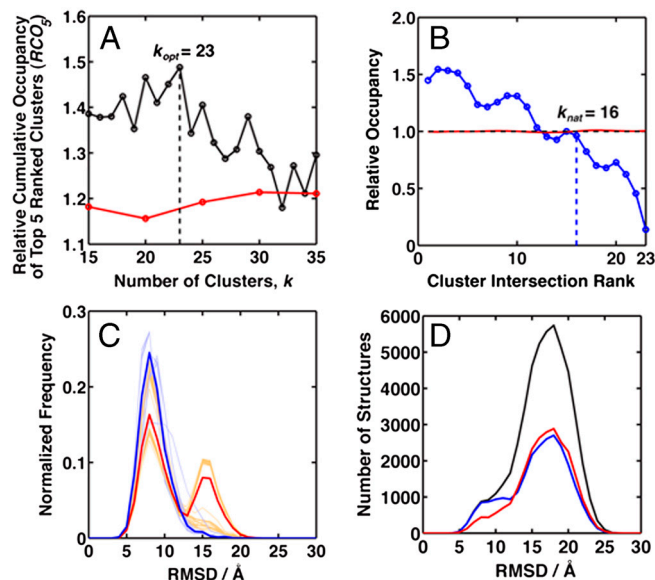 A
Relative Cumulative Occupancy
of Top 5 Ranked Clusters (RCO5)
1.6
1.5
1.4
1.3
1.2
1.1
kopt = 23
15 20 25 30 35
Number of Clusters, k
B
Relative Occupancy
2.0
1.5
1.0
0.5
0
knat = 16
0 10 20 23
Cluster Intersection Rank
C
Normalized Frequency
0.3
0.2
0.1
0
0 5 10 15 20 25 30
RMSD / Å
D
Number of Structures
6000
5000
4000
3000
2000
1000
0
0 5 10 15 20 25 30
RMSD / Å